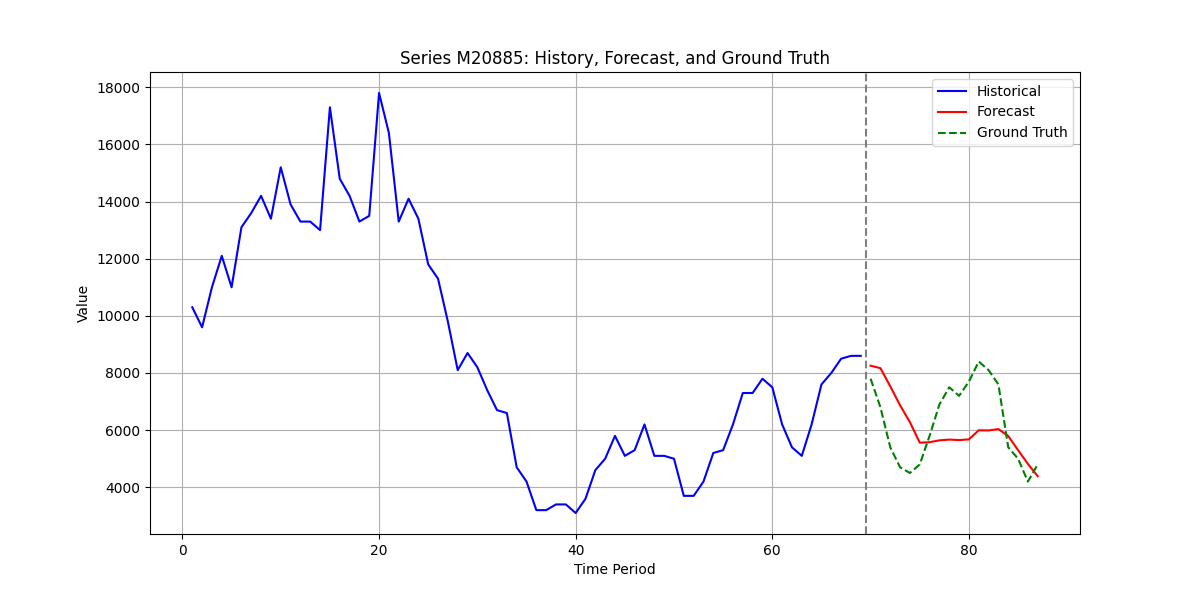 Series M20885: History, Forecast, and Ground Truth
Historical
Forecast
Ground Truth
18000
16000
14000
12000
10000
8000
6000
4000
Value
0 20 40 60 80
Time Period